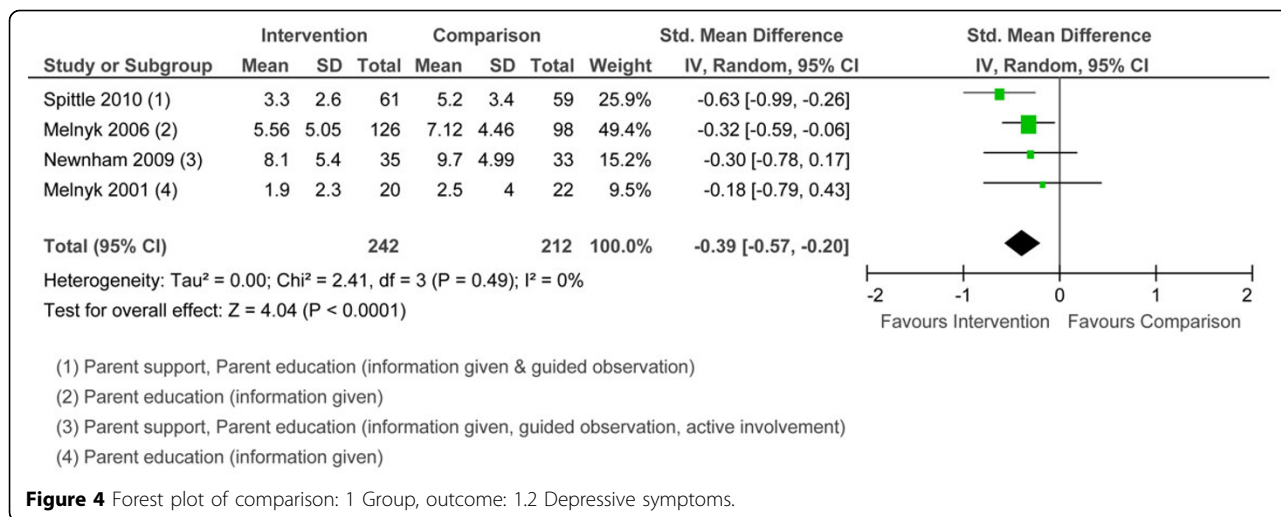 Intervention Comparison Std. Mean Difference Std. Mean Difference
Study or Subgroup Mean SD Total Mean SD Total Weight IV, Random, 95% CI IV, Random, 95% CI
Spittle 2010 (1) 3.3 2.6 61 5.2 3.4 59 25.9% -0.63 [-0.99, -0.26]
Melnyk 2006 (2) 5.56 5.05 126 7.12 4.46 98 49.4% -0.32 [-0.59, -0.06]
Newnham 2009 (3) 8.1 5.4 35 9.7 4.99 33 15.2% -0.30 [-0.78, 0.17]
Melnyk 2001 (4) 1.9 2.3 20 2.5 4 22 9.5% -0.18 [-0.79, 0.43]
Total (95% CI) 242 212 100.0% -0.39 [-0.57, -0.20]
Heterogeneity: Tau² = 0.00; Chi² = 2.41, df = 3 (P = 0.49); I² = 0%
Test for overall effect: Z = 4.04 (P < 0.0001)
-2 -1 0 1 2
Favours Intervention Favours Comparison
(1) Parent support, Parent education (information given & guided observation)
(2) Parent education (information given)
(3) Parent support, Parent education (information given, guided observation, active involvement)
(4) Parent education (information given)
Figure 4 Forest plot of comparison: 1 Group, outcome: 1.2 Depressive symptoms.